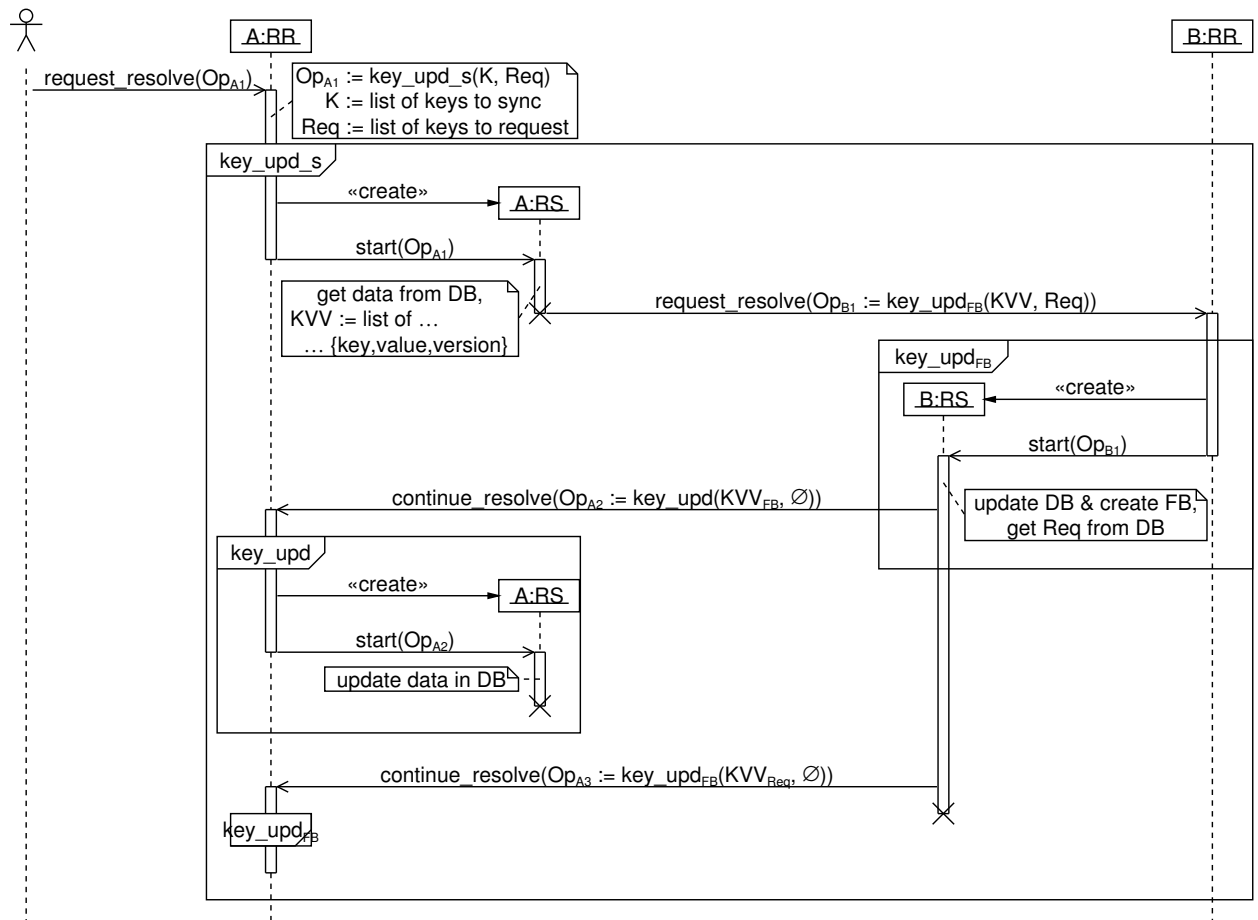 A:RR
B:RR
request_resolve(Op_A1)
Op_A1 := key_upd_s(K, Req)
K := list of keys to sync
Req := list of keys to request
key_upd_s
«create»
A:RS
start(Op_A1)
get data from DB,
KVV := list of …
… {key,value,version}
request_resolve(Op_B1 := key_upd_FB(KVV, Req))
key_upd_FB
«create»
B:RS
start(Op_B1)
continue_resolve(Op_A2 := key_upd(KVV_FB, ∅))
update DB & create FB,
get Req from DB
key_upd
«create»
A:RS
start(Op_A2)
update data in DB
continue_resolve(Op_A3 := key_upd_FB(KVV_Req, ∅))
key_upd_FB